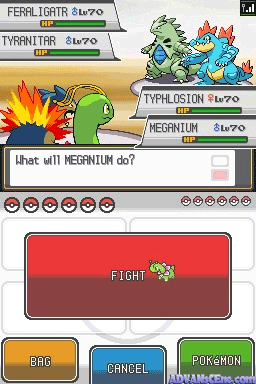 FERALIGATR ♂Lv70
HP
TYRANITAR ♂Lv70
HP
TYPHLOSION ♀Lv70
HP
MEGANIUM ♂Lv70
HP
What will MEGANIUM do?
FIGHT
BAG
CANCEL
POKéMON
ADVANsCEne.com